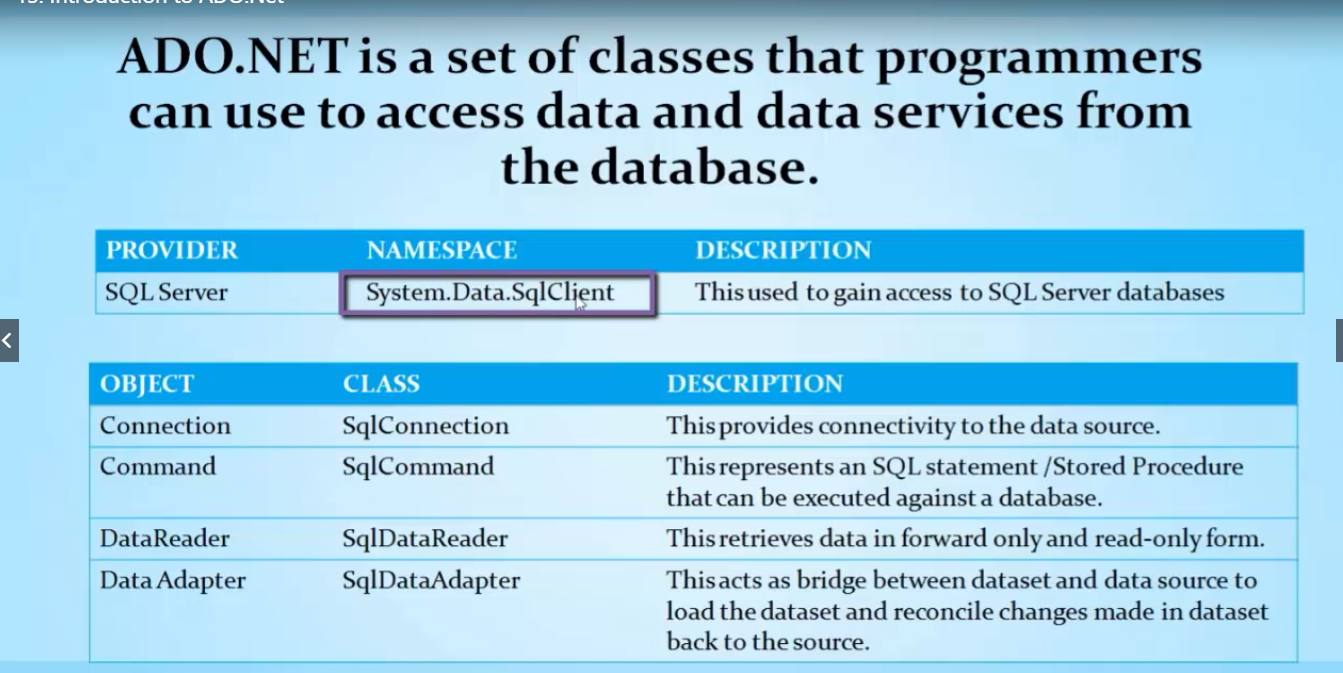 15. Introduction to ADO.Net
ADO.NET is a set of classes that programmers
can use to access data and data services from
the database.
PROVIDER NAMESPACE DESCRIPTION
SQL Server System.Data.SqlClient This used to gain access to SQL Server databases
OBJECT CLASS DESCRIPTION
Connection SqlConnection This provides connectivity to the data source.
Command SqlCommand This represents an SQL statement /Stored Procedure
that can be executed against a database.
DataReader SqlDataReader This retrieves data in forward only and read-only form.
Data Adapter SqlDataAdapter This acts as bridge between dataset and data source to
load the dataset and reconcile changes made in dataset
back to the source.